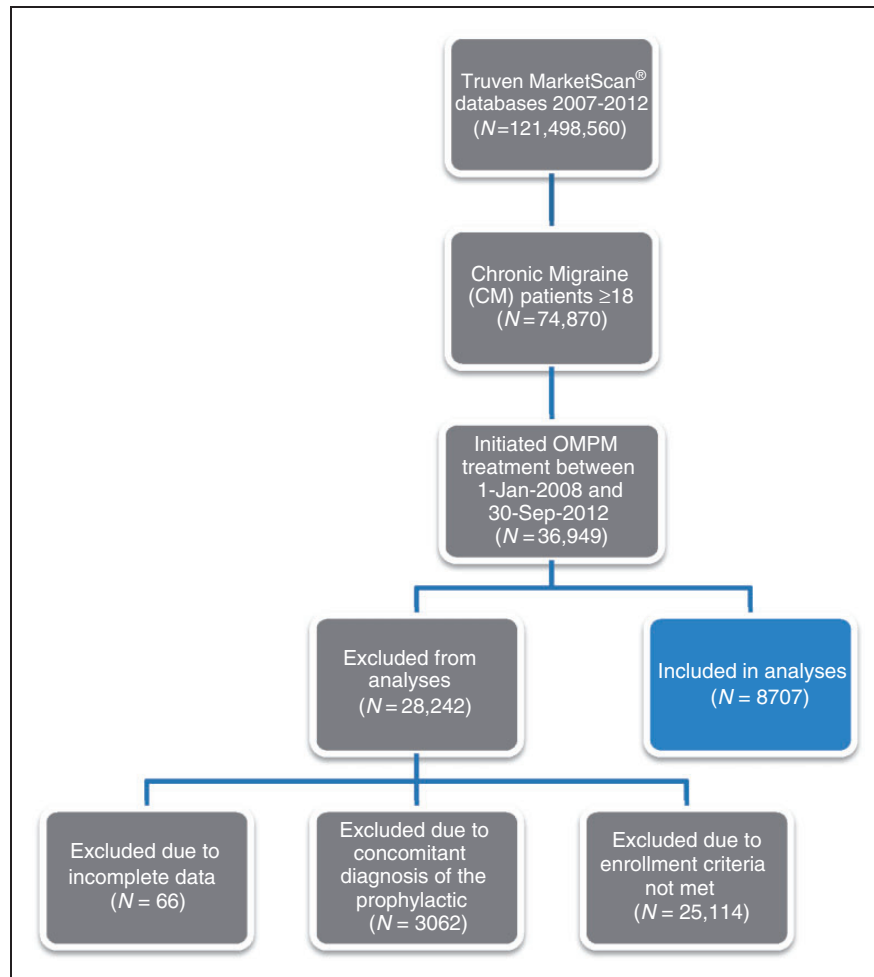 Truven MarketScan®
databases 2007-2012
(N=121,498,560)
Chronic Migraine
(CM) patients ≥18
(N = 74,870)
Initiated OMPM
treatment between
1-Jan-2008 and
30-Sep-2012
(N = 36,949)
Excluded from
analyses
(N = 28,242)
Included in analyses
(N = 8707)
Excluded due to
incomplete data
(N = 66)
Excluded due to
concomitant
diagnosis of the
prophylactic
(N = 3062)
Excluded due to
enrollment criteria
not met
(N = 25,114)